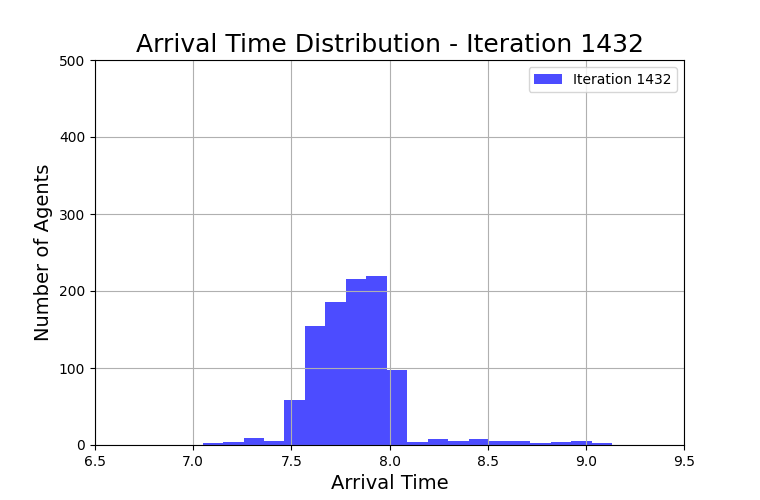 Arrival Time Distribution - Iteration 1432
Iteration 1432
500
400
300
200
100
0
Number of Agents
6.5 7.0 7.5 8.0 8.5 9.0 9.5
Arrival Time